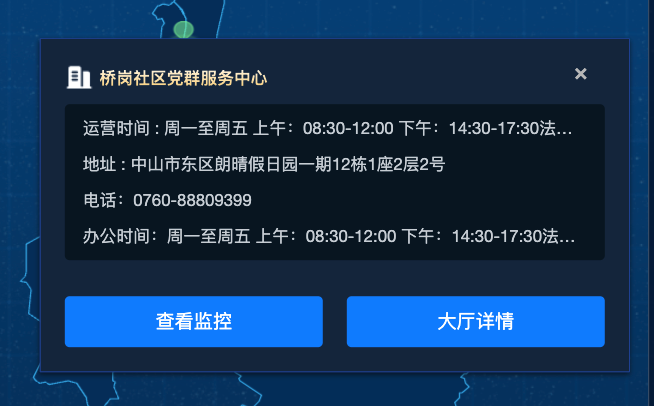 桥岗社区党群服务中心
×
运营时间 : 周一至周五 上午：08:30-12:00 下午：14:30-17:30法...
地址 : 中山市东区朗晴假日园一期12栋1座2层2号
电话：0760-88809399
办公时间：周一至周五 上午：08:30-12:00 下午：14:30-17:30法...
查看监控
大厅详情